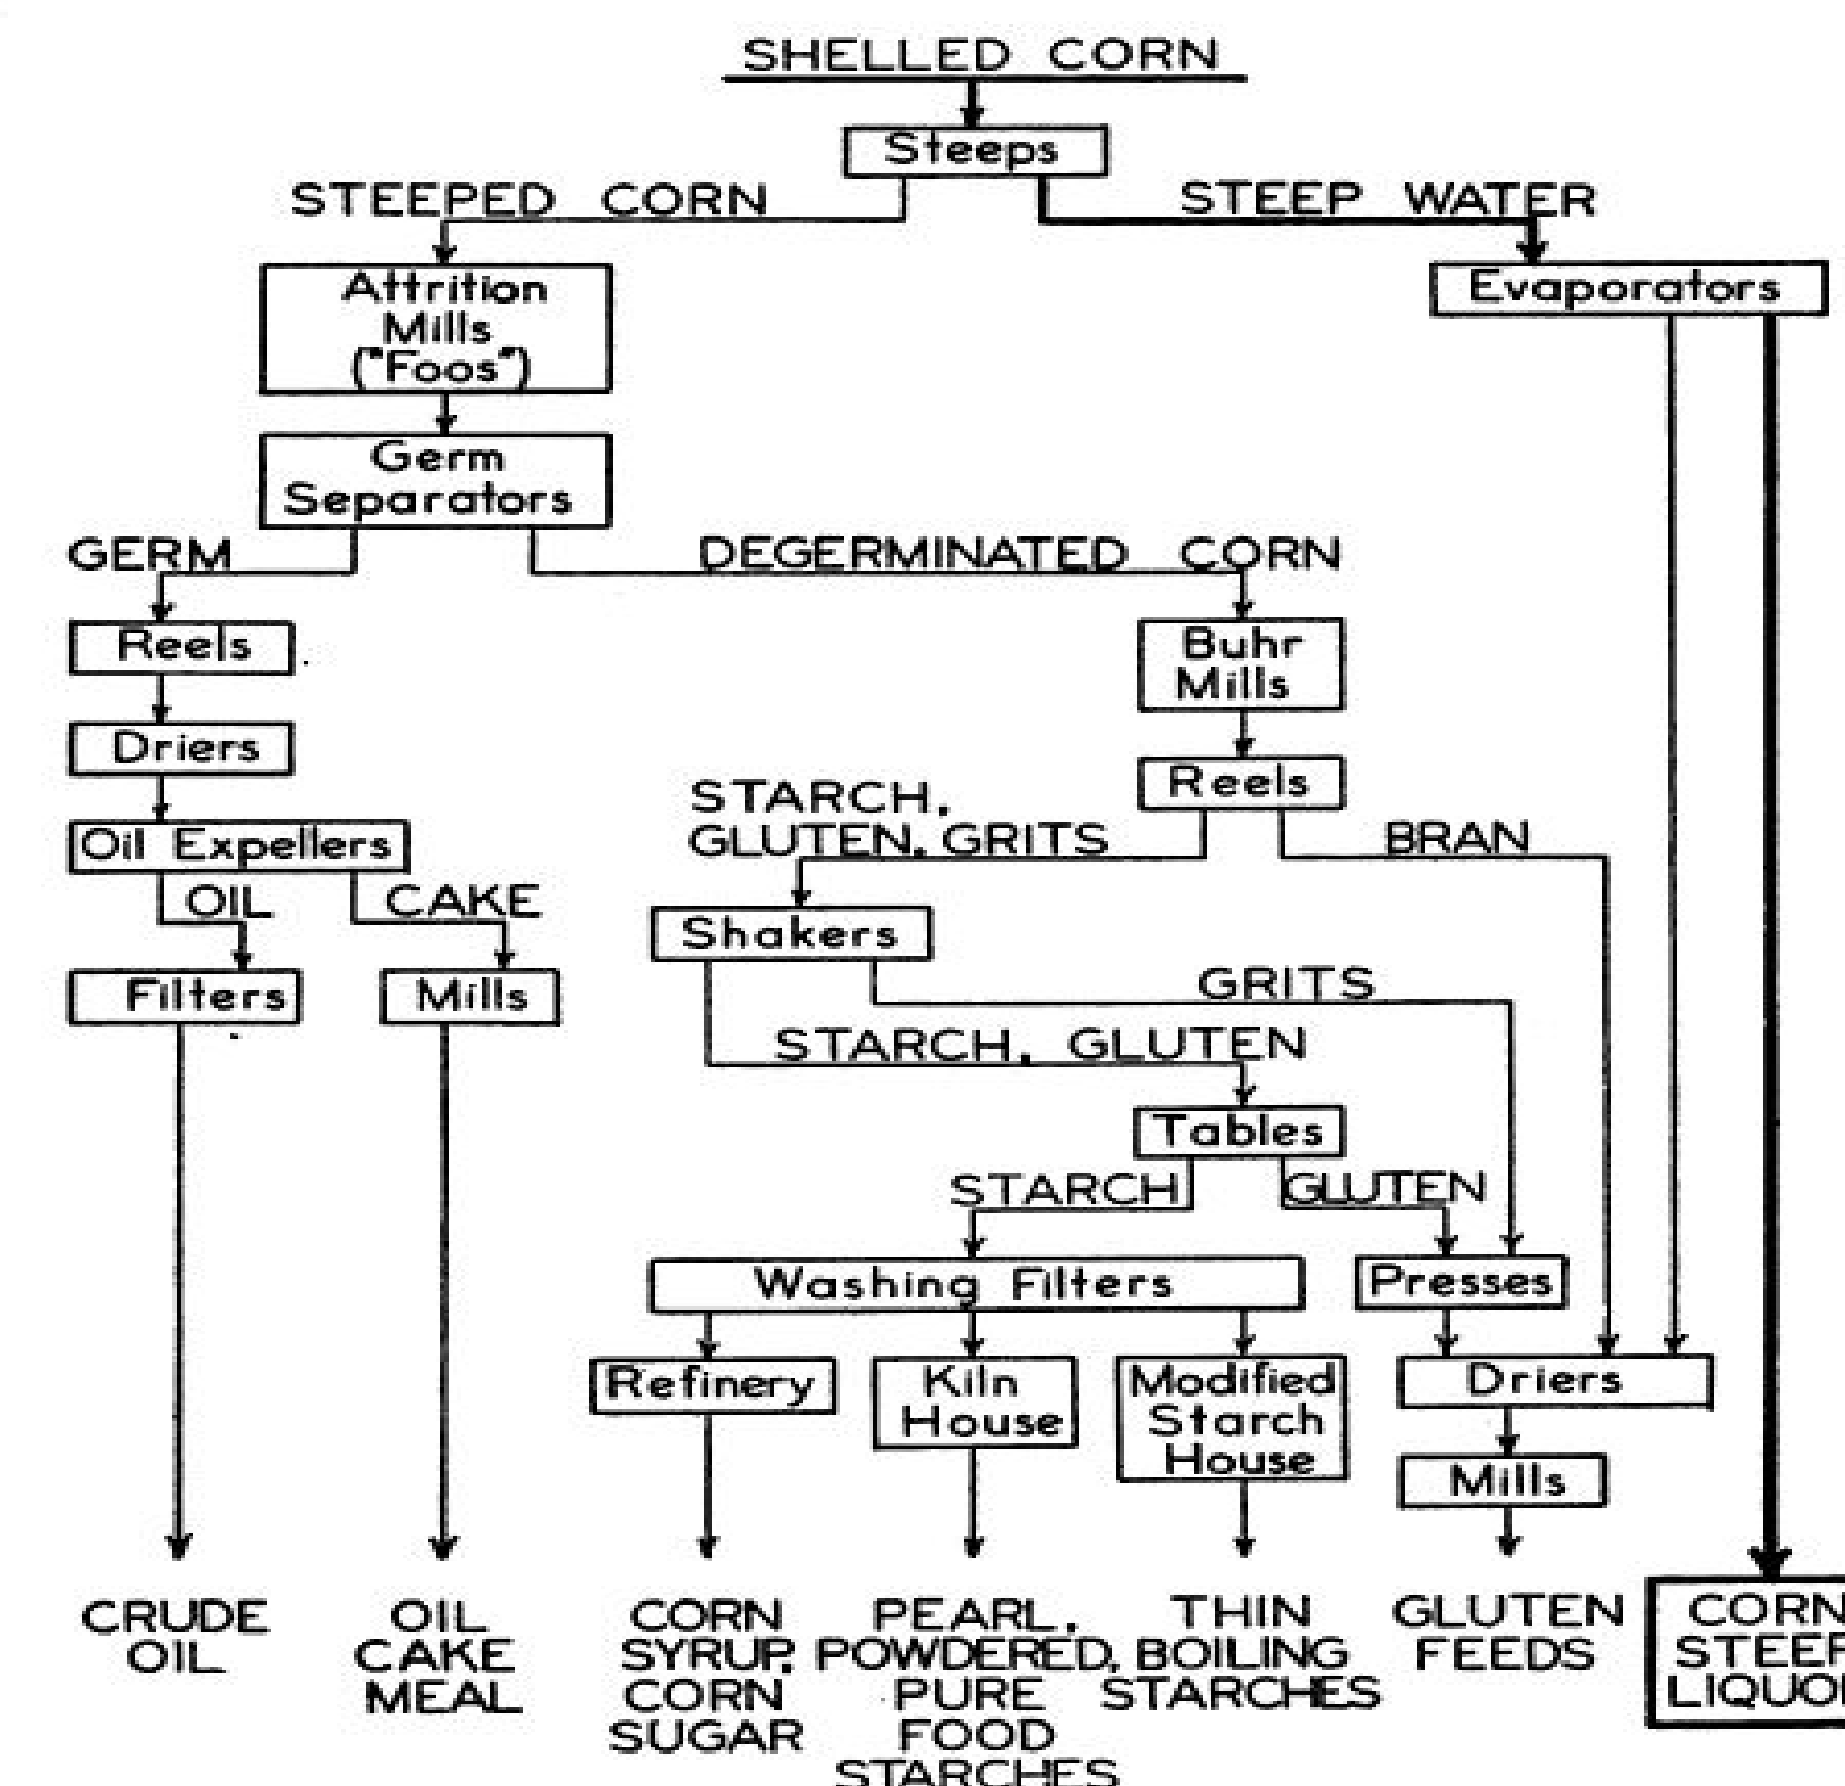 SHELLED CORN
Steeps
STEEPED CORN
STEEP WATER
Attrition
Mills
("Foos")
Evaporators
Germ
Separators
GERM
DEGERMINATED CORN
Reels
Buhr
Mills
Driers
Reels
STARCH,
GLUTEN, GRITS
BRAN
Oil Expellers
OIL
CAKE
Shakers
Filters
Mills
GRITS
STARCH, GLUTEN
Tables
STARCH
GLUTEN
Washing Filters
Presses
Refinery
Kiln
House
Modified
Starch
House
Driers
Mills
CRUDE
OIL
OIL
CAKE
MEAL
CORN
SYRUP,
CORN
SUGAR
PEARL,
POWDERED,
PURE
FOOD
STARCHES
THIN
BOILING
STARCHES
GLUTEN
FEEDS
CORN
STEEP
LIQUO